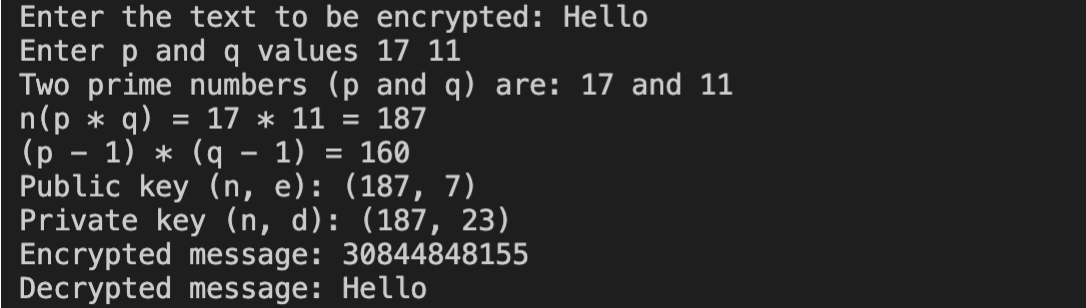 Enter the text to be encrypted: Hello
Enter p and q values 17 11
Two prime numbers (p and q) are: 17 and 11
n(p * q) = 17 * 11 = 187
(p - 1) * (q - 1) = 160
Public key (n, e): (187, 7)
Private key (n, d): (187, 23)
Encrypted message: 30844848155
Decrypted message: Hello